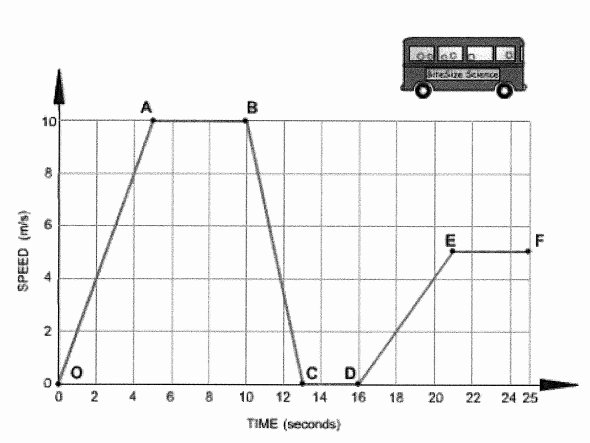 BiteSize Science
A
B
10
8
6
4
2
0
SPEED (m/s)
E
F
O
C
D
0 2 4 6 8 10 12 14 16 18 20 22 24 25
TIME (seconds)